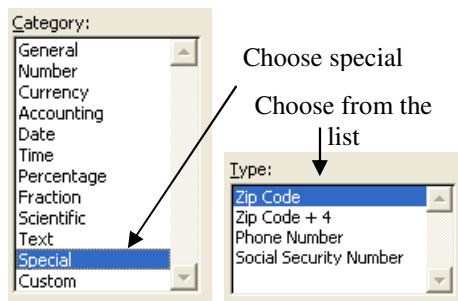 Category:
General
Number
Currency
Accounting
Date
Time
Percentage
Fraction
Scientific
Text
Special
Custom
Choose special
Choose from the
list
Type:
Zip Code
Zip Code + 4
Phone Number
Social Security Number